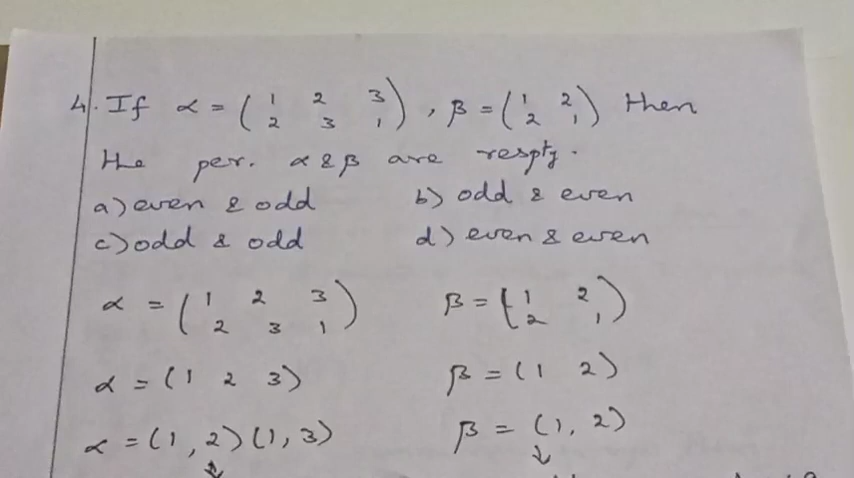 4. If α = ( 1 2 3 ) , β = ( 1 2 ) then
2 3 1 2 1
the per. α & β are respty.
a) even & odd b) odd & even
c) odd & odd d) even & even
α = ( 1 2 3 ) β = ( 1 2 )
2 3 1 2 1
α = (1 2 3) β = (1 2)
α = (1, 2) (1, 3) β = (1, 2)
↓ ↓